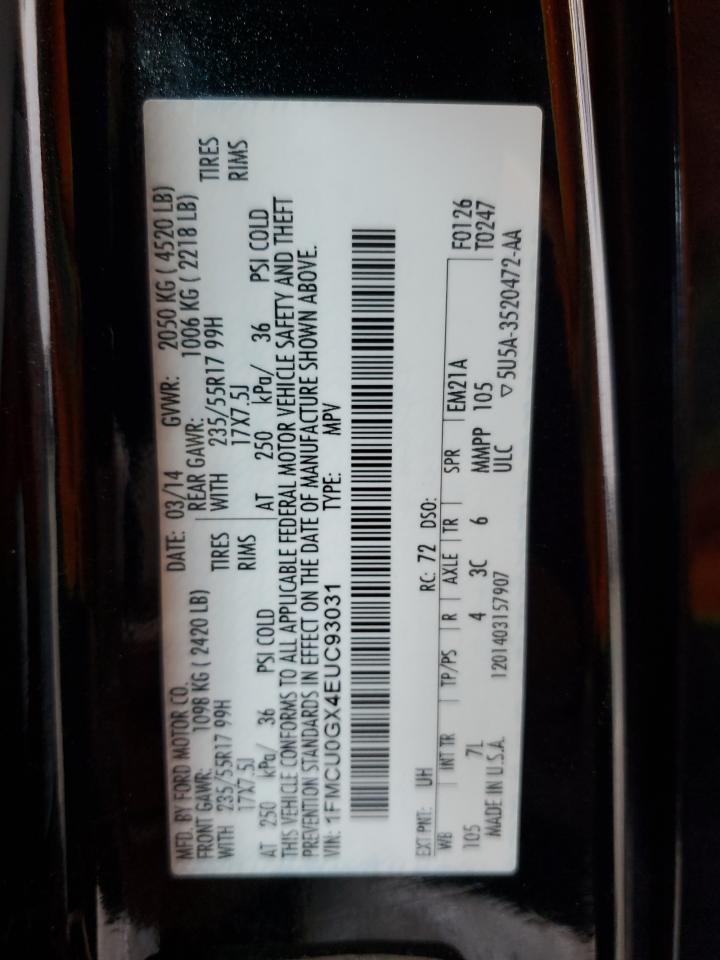 MFD. BY FORD MOTOR CO. DATE: 03/14 GVWR: 2050 KG ( 4520 LB)
FRONT GAWR: 1098 KG ( 2420 LB) REAR GAWR: 1006 KG ( 2218 LB)
WITH 235/55R17 99H TIRES WITH 235/55R17 99H TIRES
17X7.5J RIMS 17X7.5J RIMS
AT 250 kPa/ 36 PSI COLD AT 250 kPa/ 36 PSI COLD
THIS VEHICLE CONFORMS TO ALL APPLICABLE FEDERAL MOTOR VEHICLE SAFETY AND THEFT
PREVENTION STANDARDS IN EFFECT ON THE DATE OF MANUFACTURE SHOWN ABOVE.
VIN: 1FMCU0GX4EUC93031 TYPE: MPV
EXT PNT: UH RC: 72 DSO:
WB INT TR TP/PS R AXLE TR SPR EM21A F0126
105 7L 4 3C 6 MMPP 105 T0247
MADE IN U.S.A. 1201403157907 ULC ▽5U5A-3520472-AA